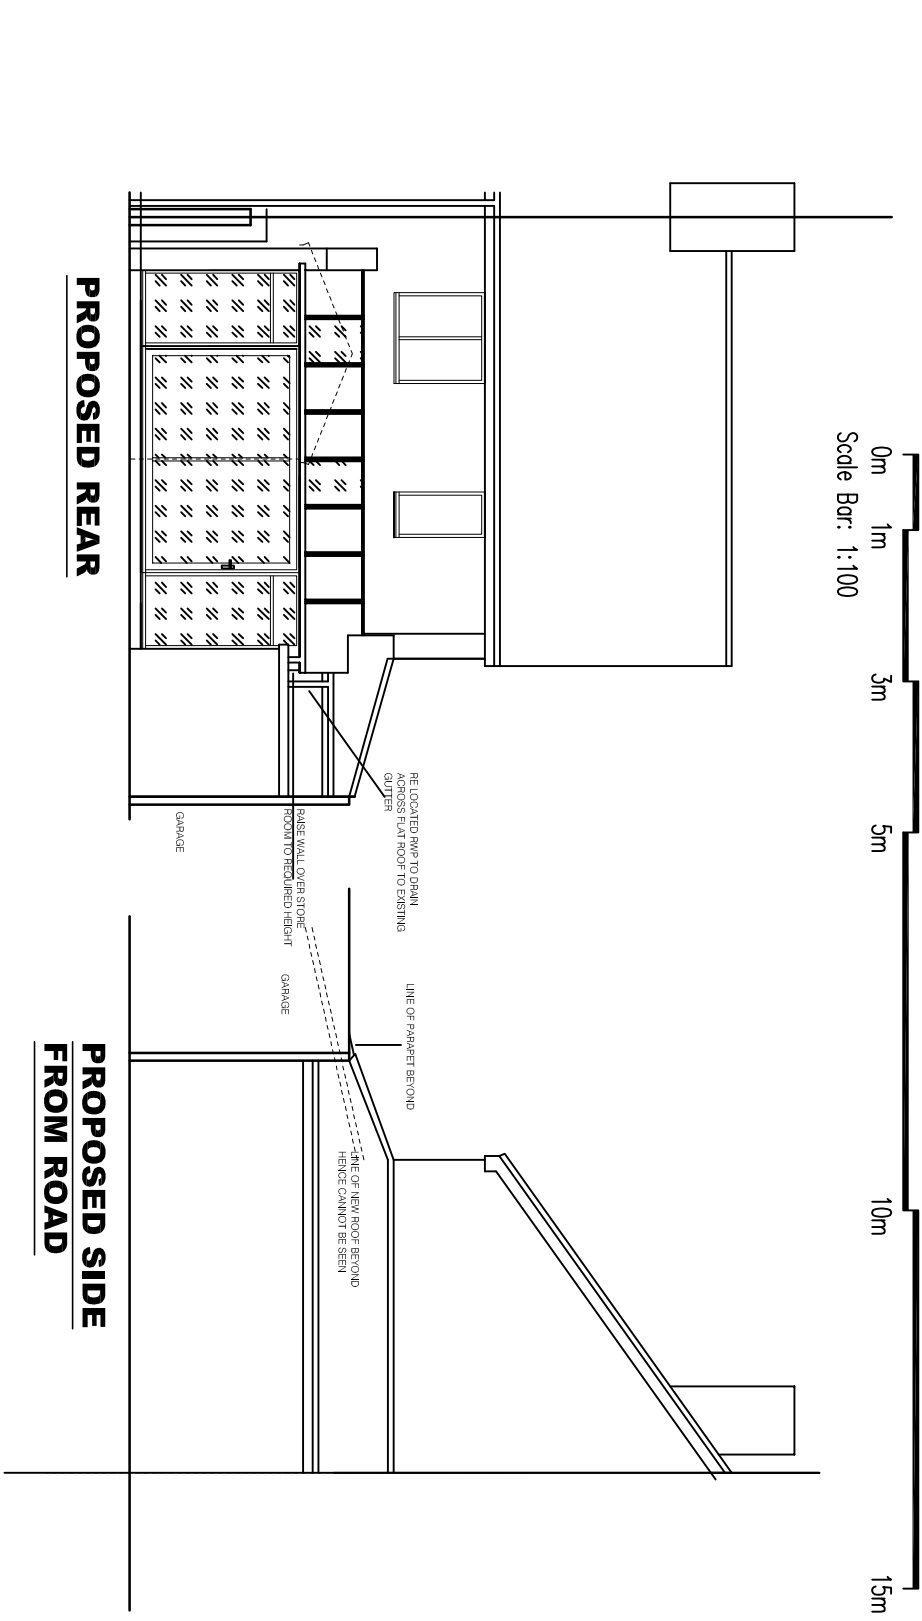 0m
1m
3m
5m
10m
15m
Scale Bar: 1:100
RE LOCATED RWP TO DRAIN
ACROSS FLAT ROOF TO EXISTING
GUTTER
LINE OF PARAPET BEYOND
LINE OF NEW ROOF BEYOND
HENCE CANNOT BE SEEN
RAISE WALL OVER STORE
ROOM TO REQUIRED HEIGHT
GARAGE
GARAGE
PROPOSED REAR
PROPOSED SIDE
FROM ROAD